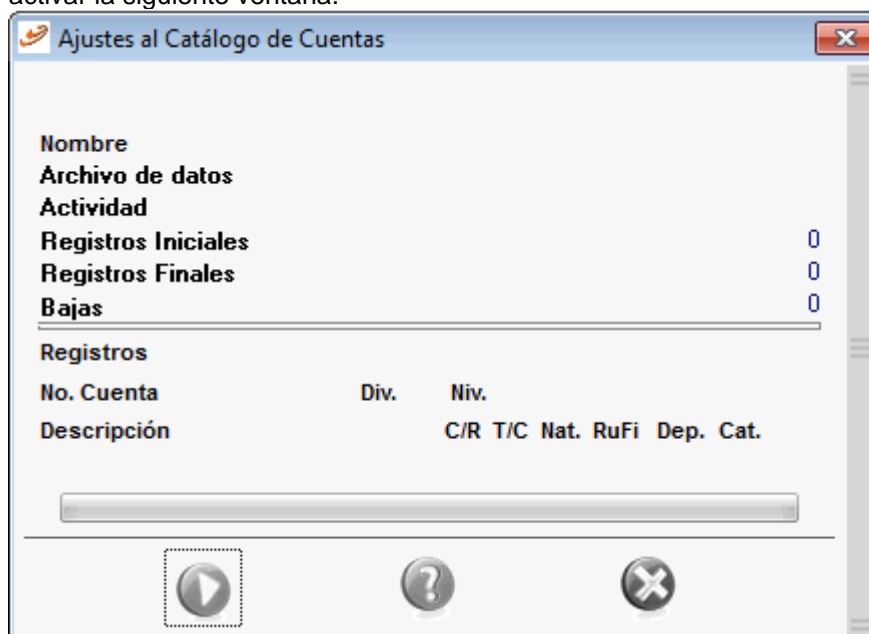 activar la siguiente ventana:
Ajustes al Catálogo de Cuentas
Nombre
Archivo de datos
Actividad
Registros Iniciales 0
Registros Finales 0
Bajas 0
Registros
No. Cuenta Div. Niv.
Descripción C/R T/C Nat. RuFi Dep. Cat.